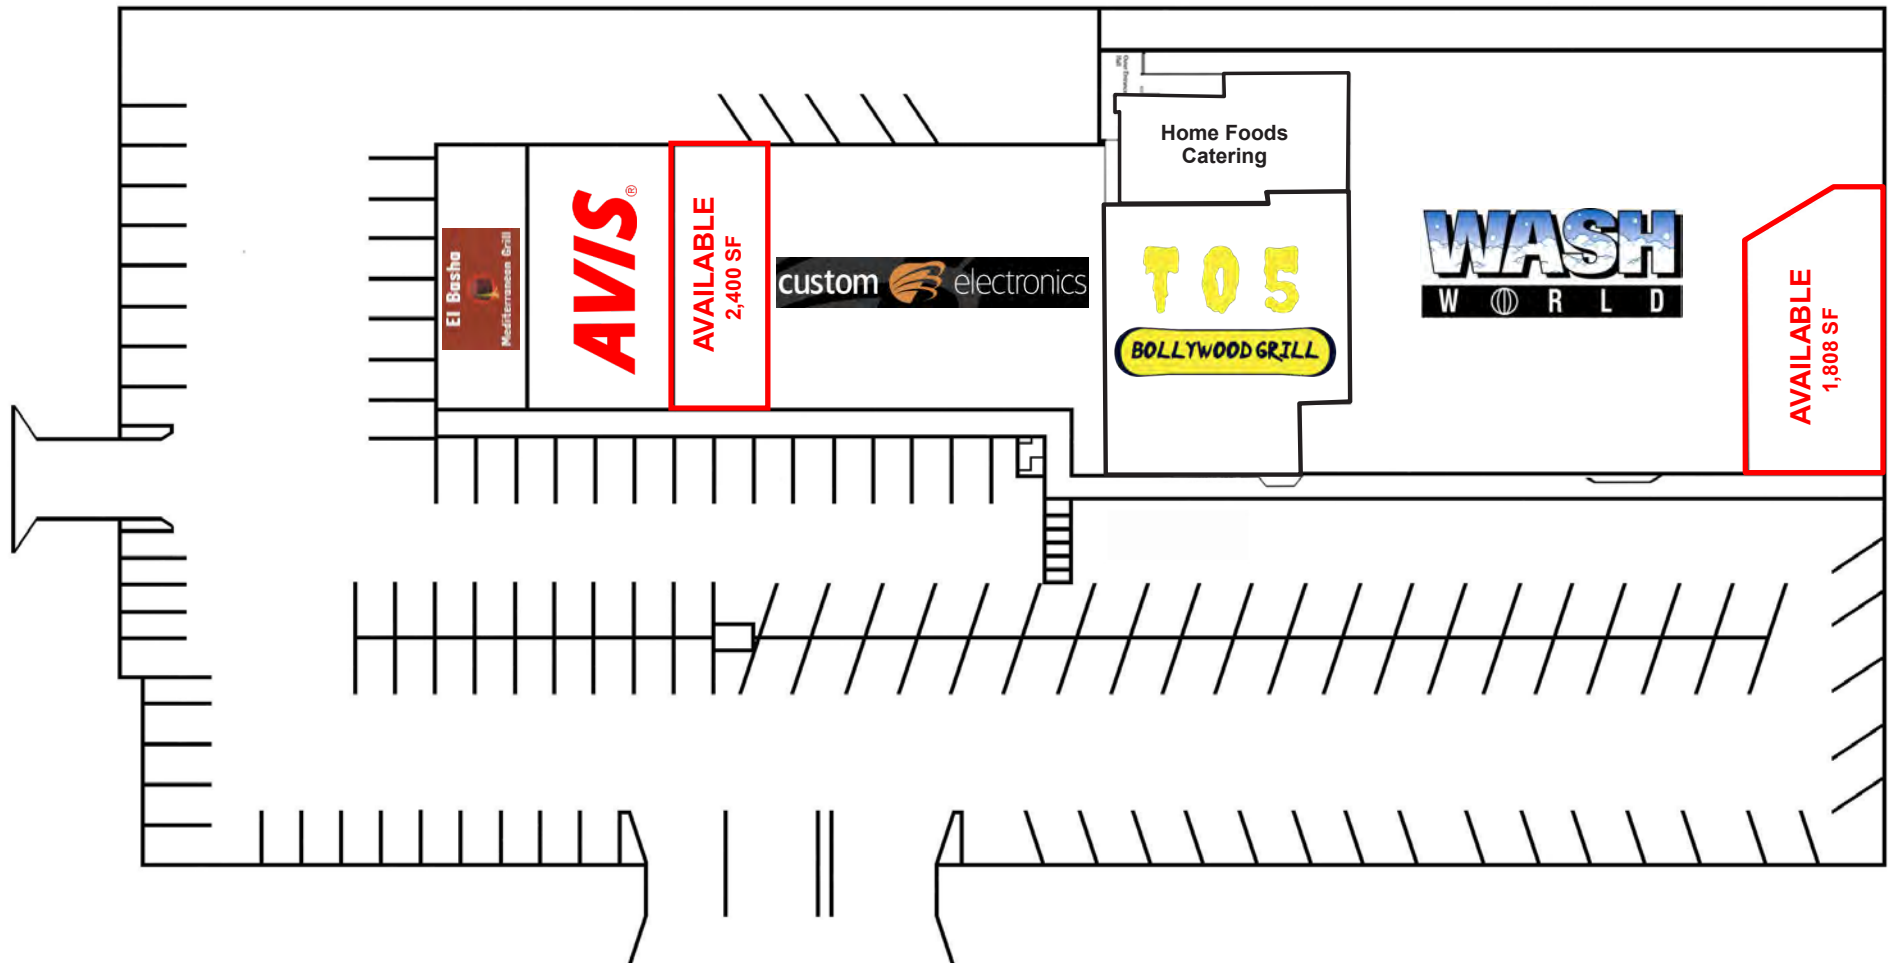 El Basha
Mediterranean Grill
AVIS®
AVAILABLE
2,400 SF
custom electronics
Home Foods
Catering
T05
BOLLYWOOD GRILL
WASH
WORLD
AVAILABLE
1,808 SF